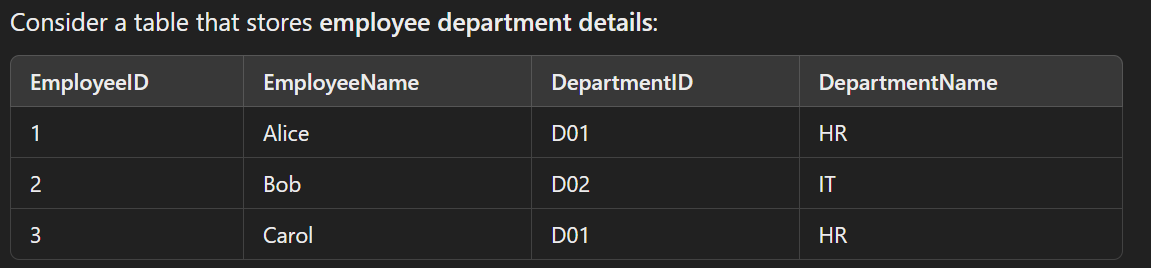 Consider a table that stores employee department details:
EmployeeID EmployeeName DepartmentID DepartmentName
1 Alice D01 HR
2 Bob D02 IT
3 Carol D01 HR